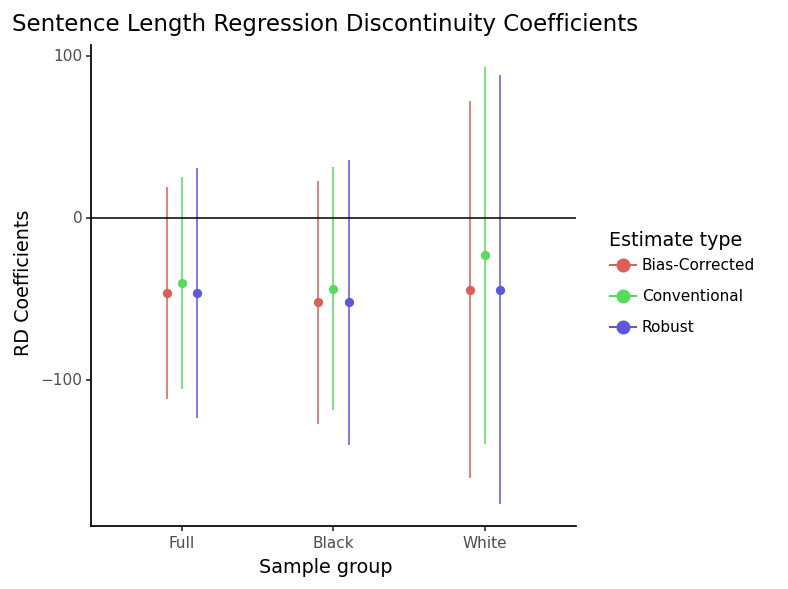 Sentence Length Regression Discontinuity Coefficients
100
0
−100
RD Coefficients
Full
Black
White
Sample group
Estimate type
Bias-Corrected
Conventional
Robust